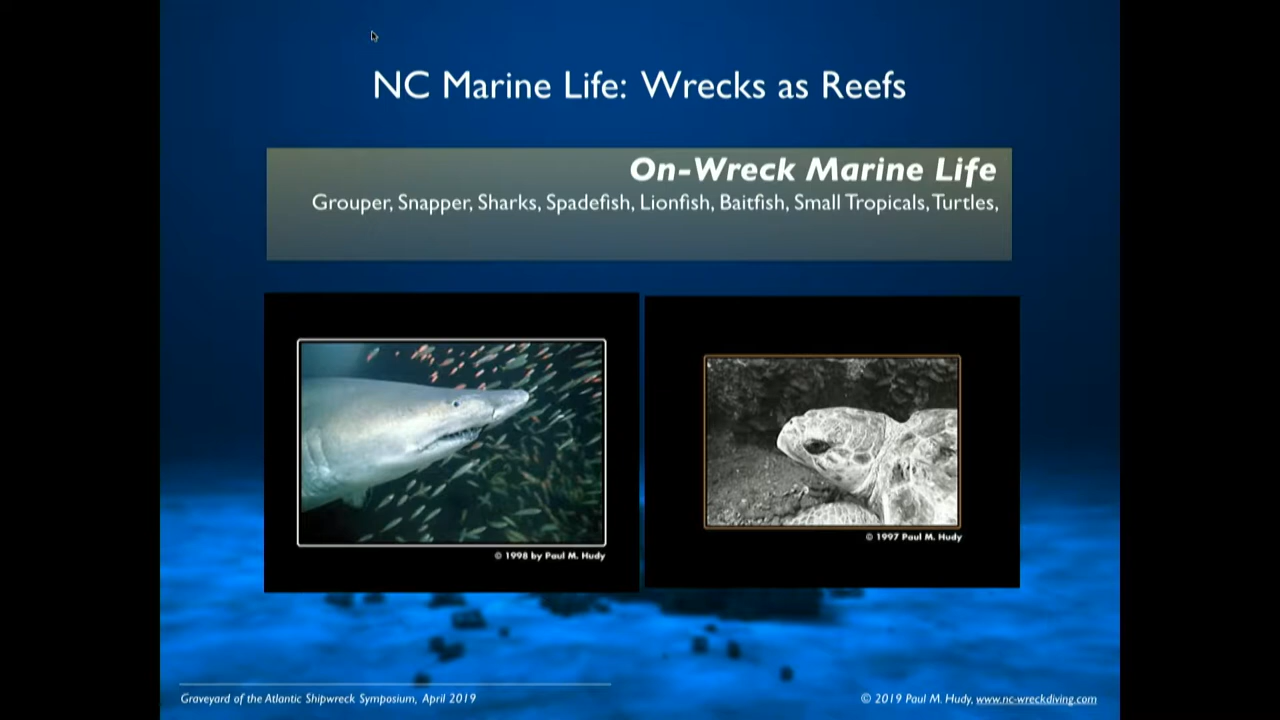 NC Marine Life: Wrecks as Reefs
On-Wreck Marine Life
Grouper, Snapper, Sharks, Spadefish, Lionfish, Baitfish, Small Tropicals, Turtles,
© 1998 by Paul M. Hudy
© 1997 Paul M. Hudy
Graveyard of the Atlantic Shipwreck Symposium, April 2019
© 2019 Paul M. Hudy, www.nc-wreckdiving.com